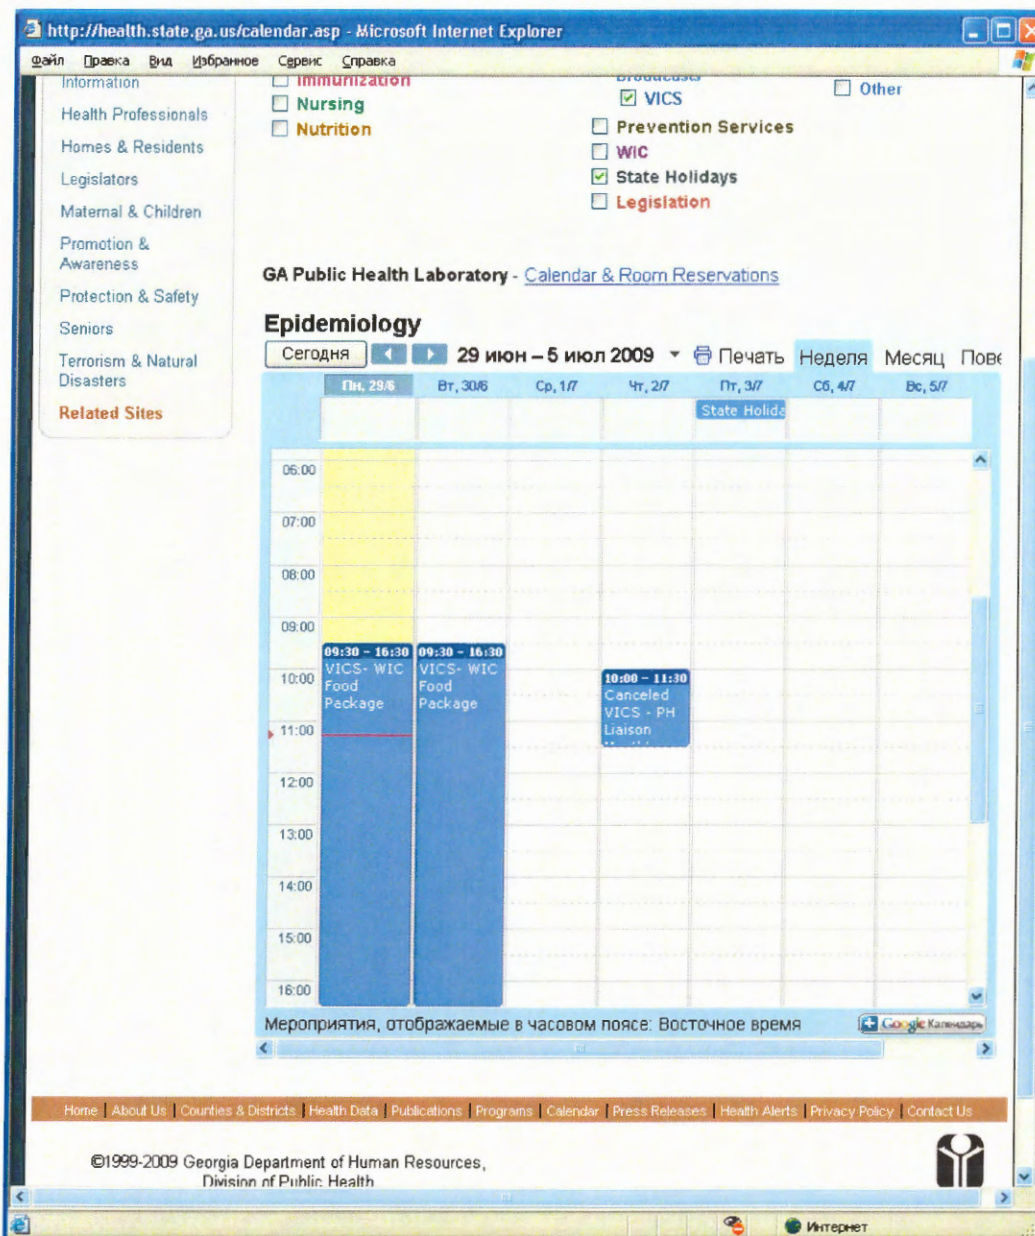 http://health.state.ga.us/calendar.asp - Microsoft Internet Explorer
Файл Правка Вид Избранное Сервис Справка
Information
Health Professionals
Homes & Residents
Legislators
Maternal & Children
Promotion &
Awareness
Protection & Safety
Seniors
Terrorism & Natural
Disasters
Related Sites
Immunization
Nursing
Nutrition
Broadcasts
VICS
Prevention Services
WIC
State Holidays
Legislation
Other
GA Public Health Laboratory - Calendar & Room Reservations
Epidemiology
Сегодня 29 июн – 5 июл 2009 Печать Неделя Месяц Пове
Пн, 29/6 Вт, 30/6 Ср, 1/7 Чт, 2/7 Пт, 3/7 Сб, 4/7 Вс, 5/7
State Holida
06:00
07:00
08:00
09:00
10:00
11:00
12:00
13:00
14:00
15:00
16:00
09:30 – 16:30
VICS- WIC
Food
Package
09:30 – 16:30
VICS- WIC
Food
Package
10:00 – 11:30
Canceled
VICS - PH
Liaison
Мероприятия, отображаемые в часовом поясе: Восточное время
Google Календарь
Home | About Us | Counties & Districts | Health Data | Publications | Programs | Calendar | Press Releases | Health Alerts | Privacy Policy | Contact Us
©1999-2009 Georgia Department of Human Resources,
Division of Public Health
Интернет